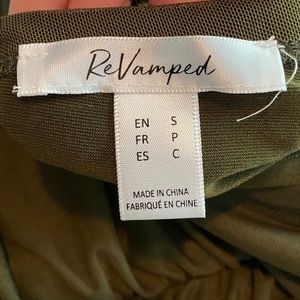 ReVamped
EN S
FR P
ES C
MADE IN CHINA
FABRIQUÉ EN CHINE